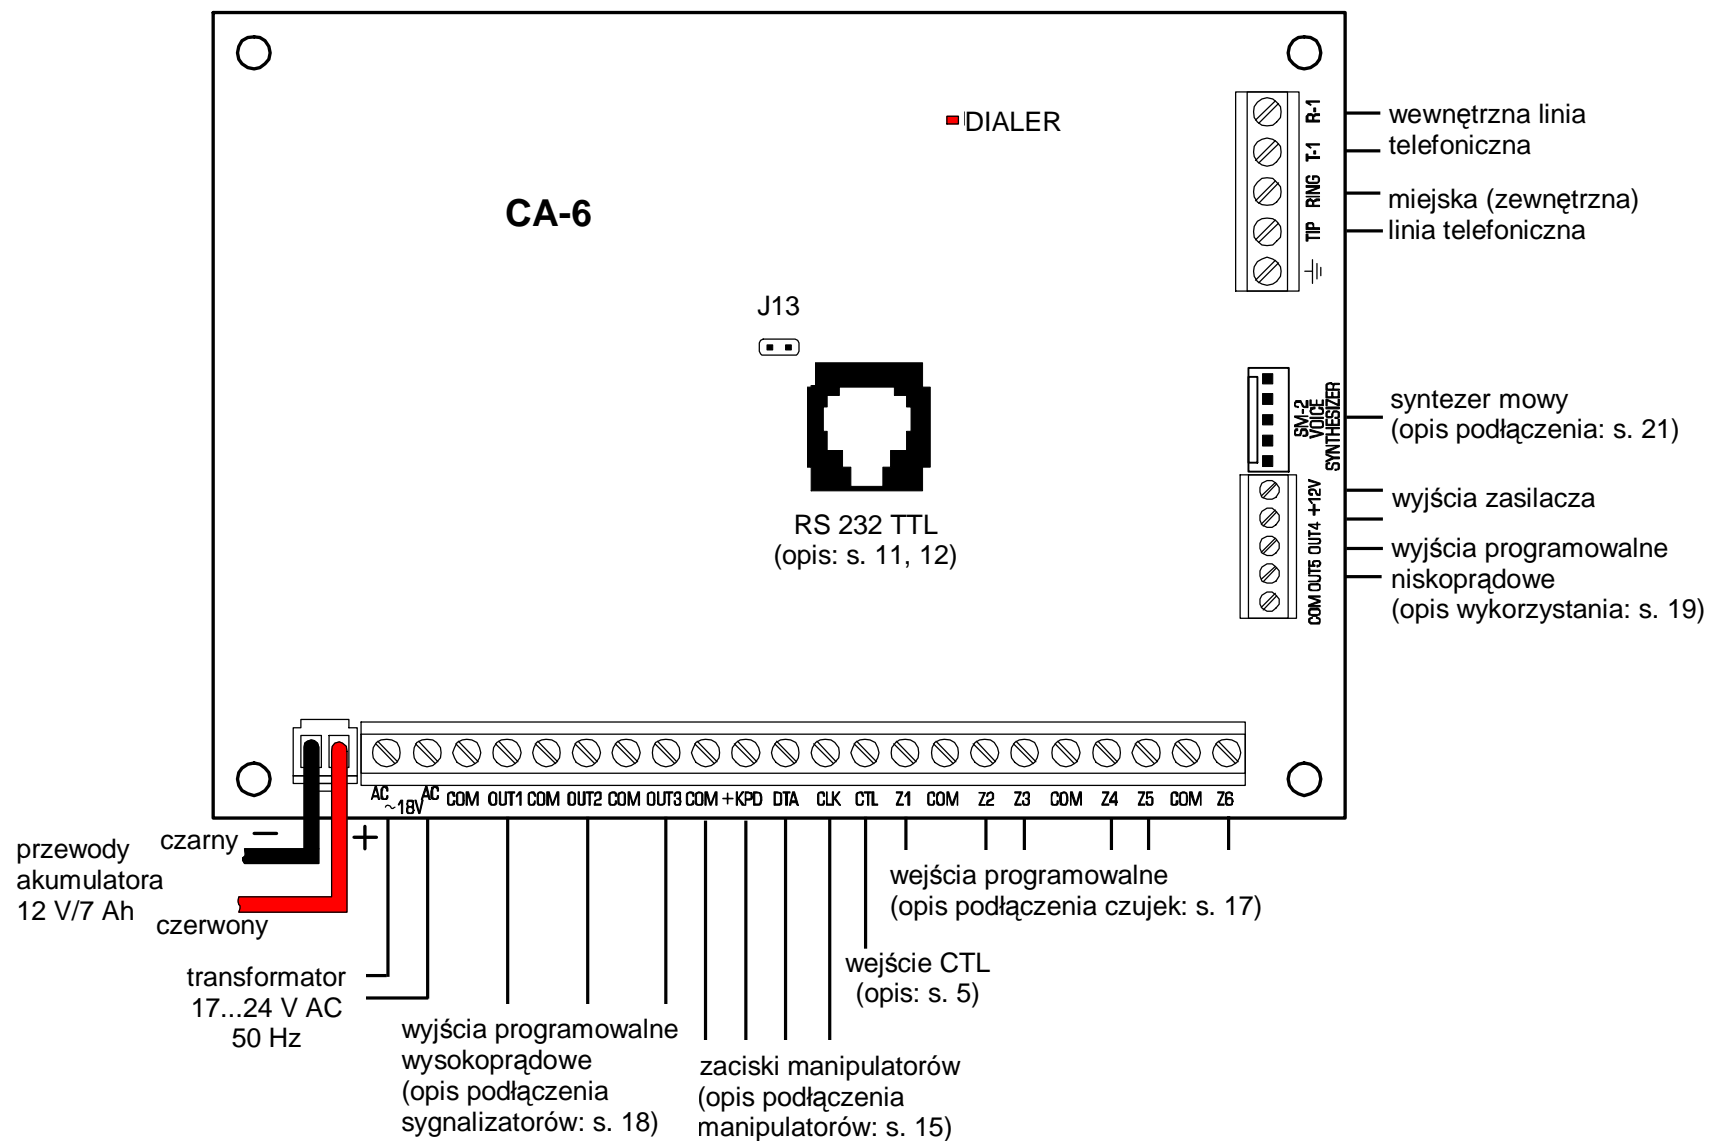 DIALER
CA-6
J13
RS 232 TTL
(opis: s. 11, 12)
R-1
T-1
RING
TIP
wewnętrzna linia
telefoniczna
miejska (zewnętrzna)
linia telefoniczna
SM-2
VOICE
SYNTHESIZER
syntezer mowy
(opis podłączenia: s. 21)
+12V
OUT4
OUT5
COM
wyjścia zasilacza
wyjścia programowalne
niskoprądowe
(opis wykorzystania: s. 19)
AC ~18V AC COM OUT1 COM OUT2 COM OUT3 COM +KPD DTA CLK CTL Z1 COM Z2 Z3 COM Z4 Z5 COM Z6
czarny − +
przewody
akumulatora
12 V/7 Ah
czerwony
transformator
17...24 V AC
50 Hz
wyjścia programowalne
wysokoprądowe
(opis podłączenia
sygnalizatorów: s. 18)
zaciski manipulatorów
(opis podłączenia
manipulatorów: s. 15)
wejście CTL
(opis: s. 5)
wejścia programowalne
(opis podłączenia czujek: s. 17)